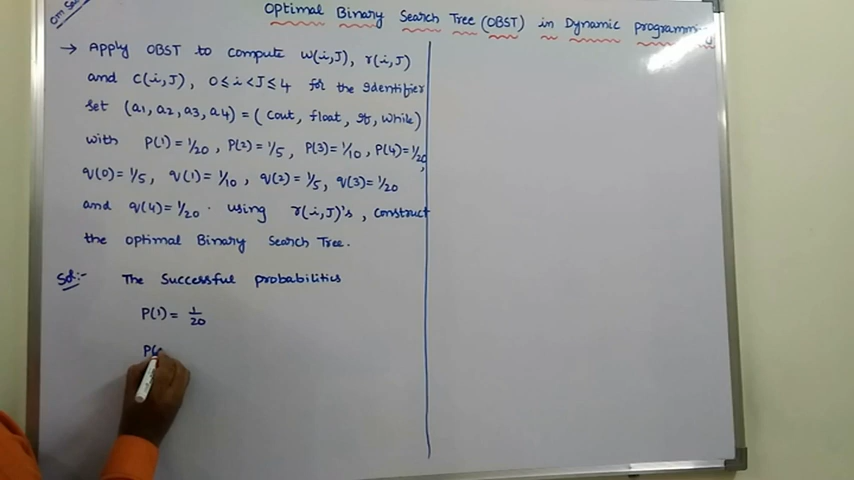 Optimal Binary Search Tree (OBST) in Dynamic programming
→ Apply OBST to compute w(i,J), r(i,J)
and c(i,J), 0≤i<J≤4 for the Identifier
set (a1, a2, a3, a4) = ( cout, float, If, while)
with P(1) = 1/20, P(2) = 1/5, P(3) = 1/10, P(4) = 1/20,
q(0) = 1/5, q(1) = 1/10, q(2) = 1/5, q(3) = 1/20
and q(4) = 1/20. using r(i,J)'s, construct
the optimal Binary Search Tree.
Sol:- The Successful probabilities
P(1) = 1/20
P(